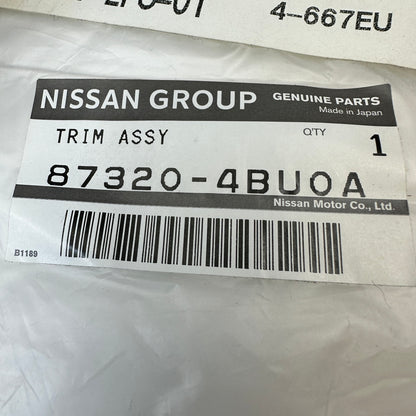 4-667EU
NISSAN GROUP GENUINE PARTS
Made in Japan
TRIM ASSY QTY 1
87320-4BU0A
Nissan Motor Co., Ltd.
B1189